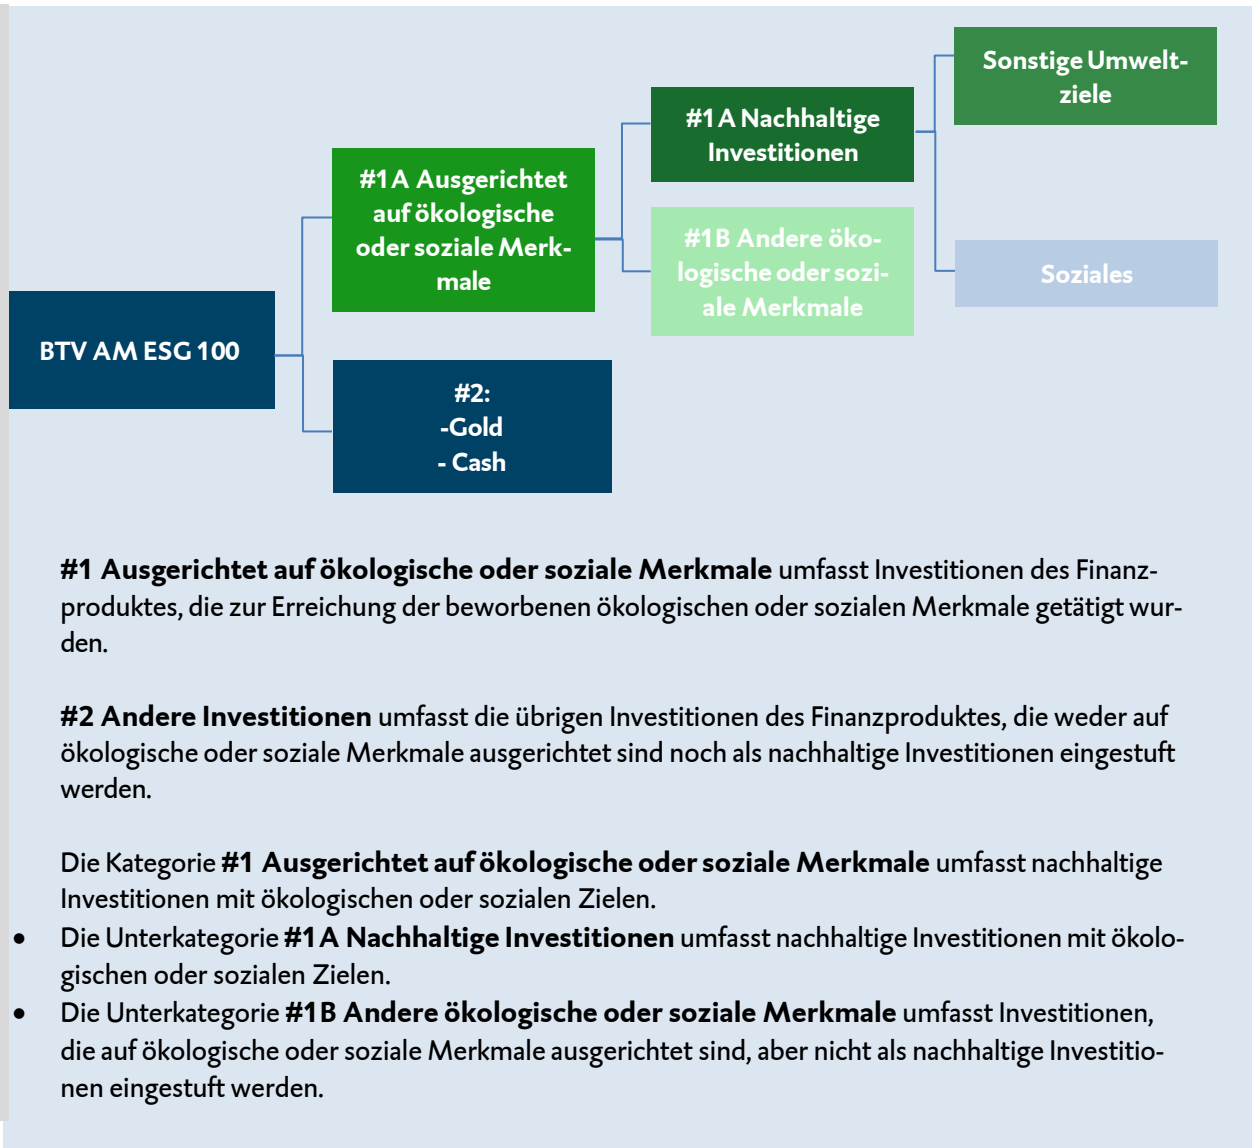 Sonstige Umwelt-
ziele
#1 A Nachhaltige
Investitionen
#1 A Ausgerichtet
auf ökologische
oder soziale Merk-
male
#1B Andere öko-
logische oder sozi-
ale Merkmale
Soziales
BTV AM ESG 100
#2:
-Gold
- Cash
#1 Ausgerichtet auf ökologische oder soziale Merkmale umfasst Investitionen des Finanz-
produktes, die zur Erreichung der beworbenen ökologischen oder sozialen Merkmale getätigt wur-
den.
#2 Andere Investitionen umfasst die übrigen Investitionen des Finanzproduktes, die weder auf
ökologische oder soziale Merkmale ausgerichtet sind noch als nachhaltige Investitionen eingestuft
werden.
Die Kategorie #1 Ausgerichtet auf ökologische oder soziale Merkmale umfasst nachhaltige
Investitionen mit ökologischen oder sozialen Zielen.
• Die Unterkategorie #1 A Nachhaltige Investitionen umfasst nachhaltige Investitionen mit ökolo-
gischen oder sozialen Zielen.
• Die Unterkategorie #1B Andere ökologische oder soziale Merkmale umfasst Investitionen,
die auf ökologische oder soziale Merkmale ausgerichtet sind, aber nicht als nachhaltige Investitio-
nen eingestuft werden.